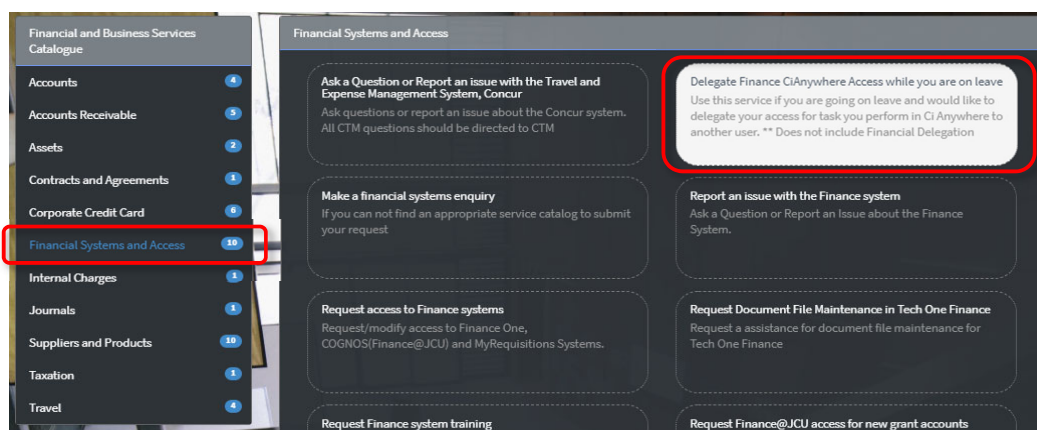 Financial and Business Services
Catalogue
Accounts 4
Accounts Receivable 5
Assets 2
Contracts and Agreements 1
Corporate Credit Card 6
Financial Systems and Access 10
Internal Charges 1
Journals 1
Suppliers and Products 10
Taxation 1
Travel 4
Financial Systems and Access
Ask a Question or Report an issue with the Travel and
Expense Management System, Concur
Ask questions or report an issue about the Concur system.
All CTM questions should be directed to CTM
Delegate Finance CiAnywhere Access while you are on leave
Use this service if you are going on leave and would like to
delegate your access for task you perform in Ci Anywhere to
another user. ** Does not include Financial Delegation
Make a financial systems enquiry
If you can not find an appropriate service catalog to submit
your request
Report an issue with the Finance system
Ask a Question or Report an Issue about the Finance
System.
Request access to Finance systems
Request/modify access to Finance One,
COGNOS(Finance@JCU) and MyRequisitions Systems.
Request Document File Maintenance in Tech One Finance
Request a assistance for document file maintenance for
Tech One Finance
Request Finance system training
Request Finance@JCU access for new grant accounts